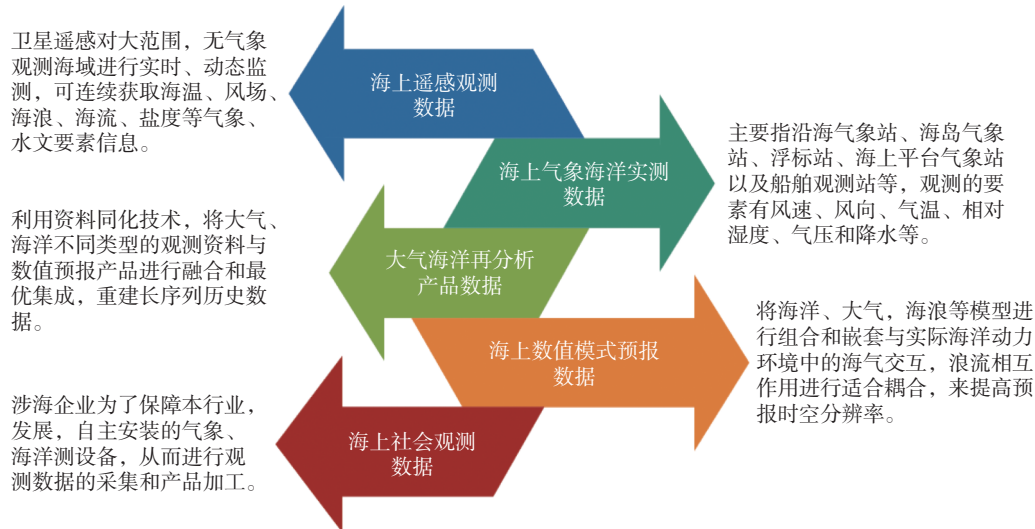 卫星遥感对大范围，无气象
观测海域进行实时、动态监
测，可连续获取海温、风场、
海浪、海流、盐度等气象、
水文要素信息。
海上遥感观测
数据
海上气象海洋实测
数据
主要指沿海气象站、海岛气象
站、浮标站、海上平台气象站
以及船舶观测站等，观测的要
素有风速、风向、气温、相对
湿度、气压和降水等。
利用资料同化技术，将大气、
海洋不同类型的观测资料与
数值预报产品进行融合和最
优集成，重建长序列历史数
据。
大气海洋再分析
产品数据
海上数值模式预报
数据
将海洋、大气，海浪等模型进
行组合和嵌套与实际海洋动力
环境中的海气交互，浪流相互
作用进行适合耦合，来提高预
报时空分辨率。
涉海企业为了保障本行业，
发展，自主安装的气象、
海洋测设备，从而进行观
测数据的采集和产品加工。
海上社会观测
数据